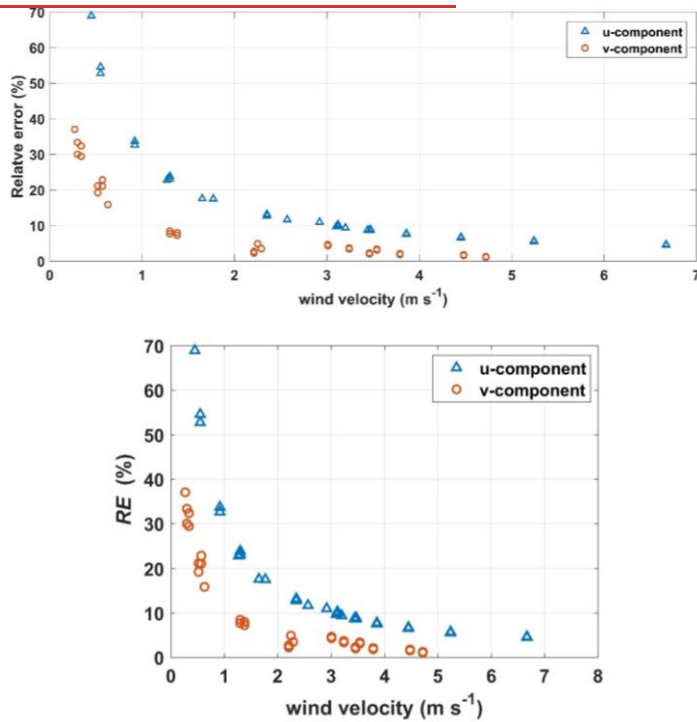 70
u-component
v-component
60
50
40
30
20
10
0
Relatve error (%)
0 1 2 3 4 5 6 7
wind velocity (m s-1)
70
u-component
v-component
60
50
40
30
20
10
0
RE (%)
0 1 2 3 4 5 6 7 8
wind velocity (m s-1)